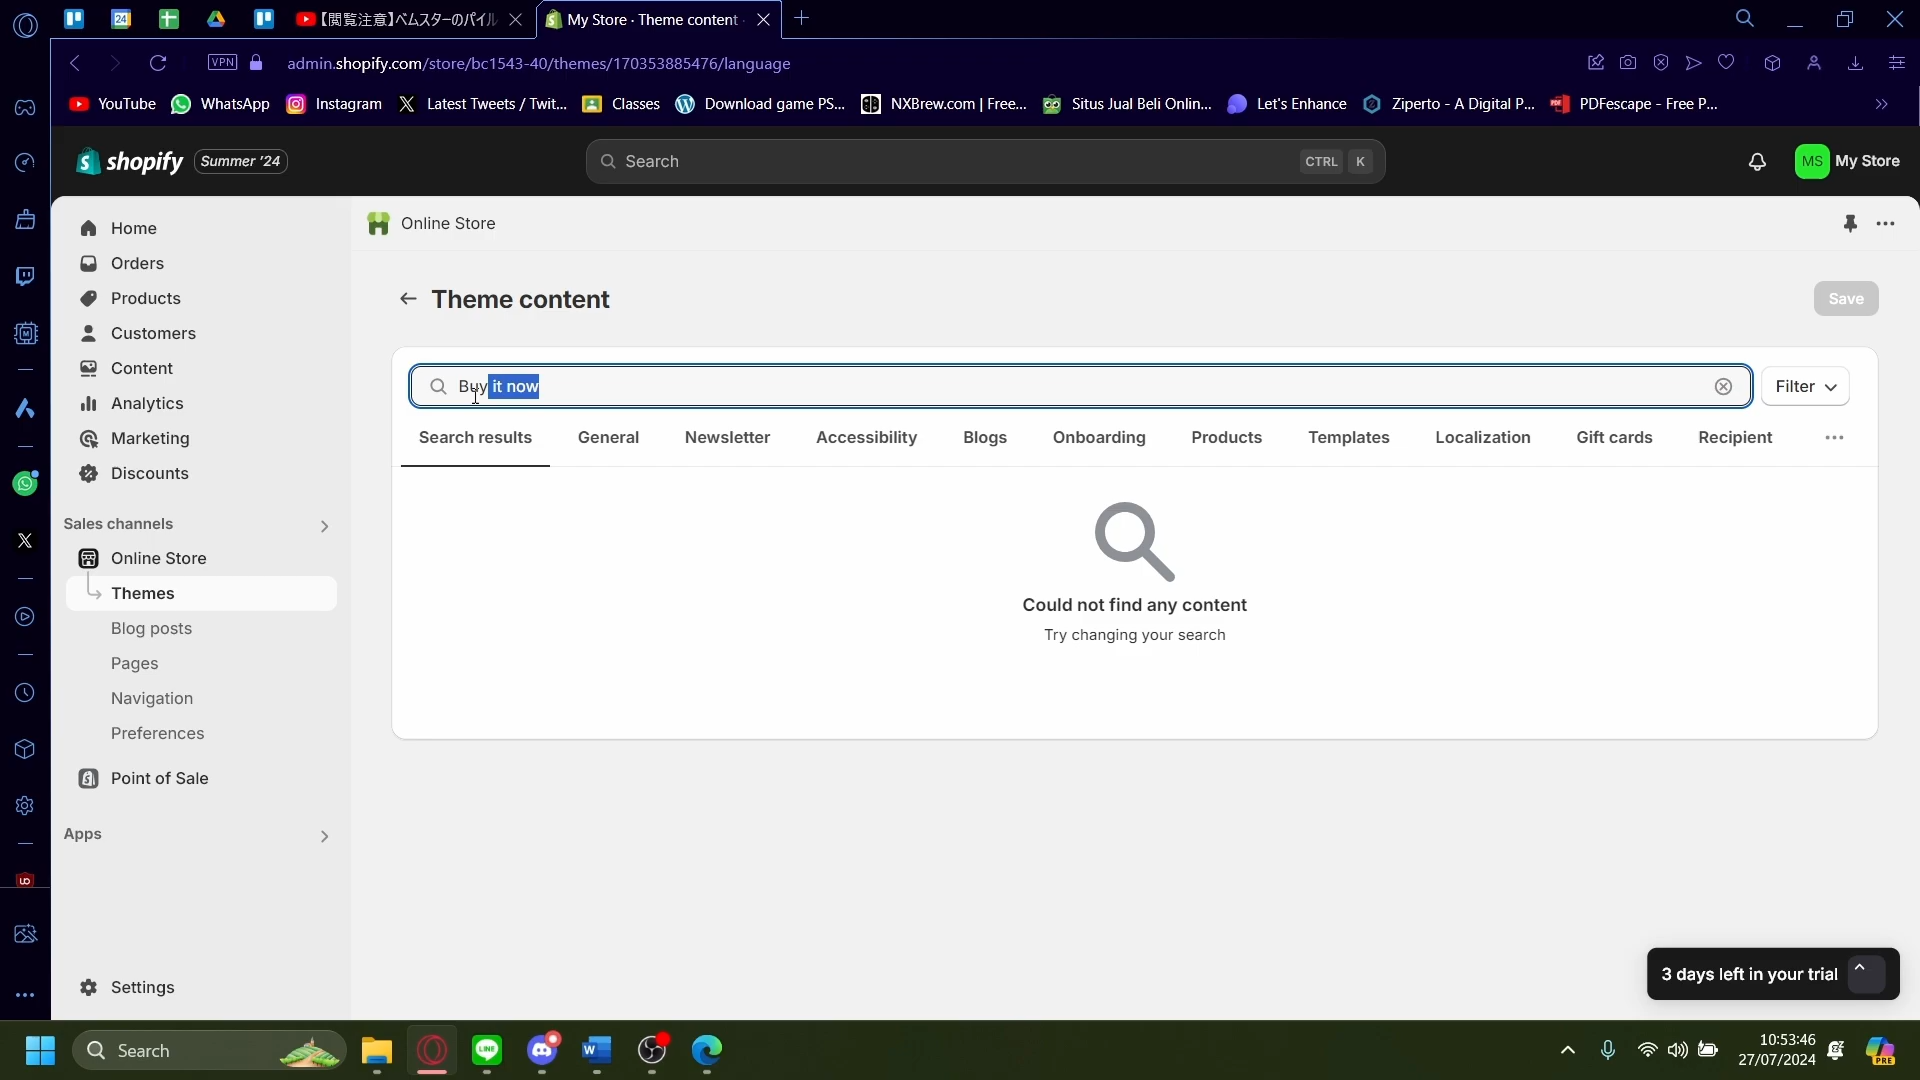 24
【閲覧注意】ベムスターのパイル
My Store · Theme content
VPN
admin.shopify.com/store/bc1543-40/themes/170353885476/language
YouTube
WhatsApp
Instagram
Latest Tweets / Twit...
Classes
Download game PS...
NXBrew.com | Free...
Situs Jual Beli Onlin...
Let's Enhance
Ziperto - A Digital P...
PDFescape - Free P...
shopify
Summer '24
Search
CTRL K
MS
My Store
Home
Orders
Products
Customers
Content
Analytics
Marketing
Discounts
Sales channels
Online Store
Themes
Blog posts
Pages
Navigation
Preferences
Point of Sale
Apps
Settings
Online Store
Theme content
Save
Buy it now
Filter
Search results
General
Newsletter
Accessibility
Blogs
Onboarding
Products
Templates
Localization
Gift cards
Recipient
Could not find any content
Try changing your search
3 days left in your trial
Search
LINE
W
10:53:46
27/07/2024
PRE